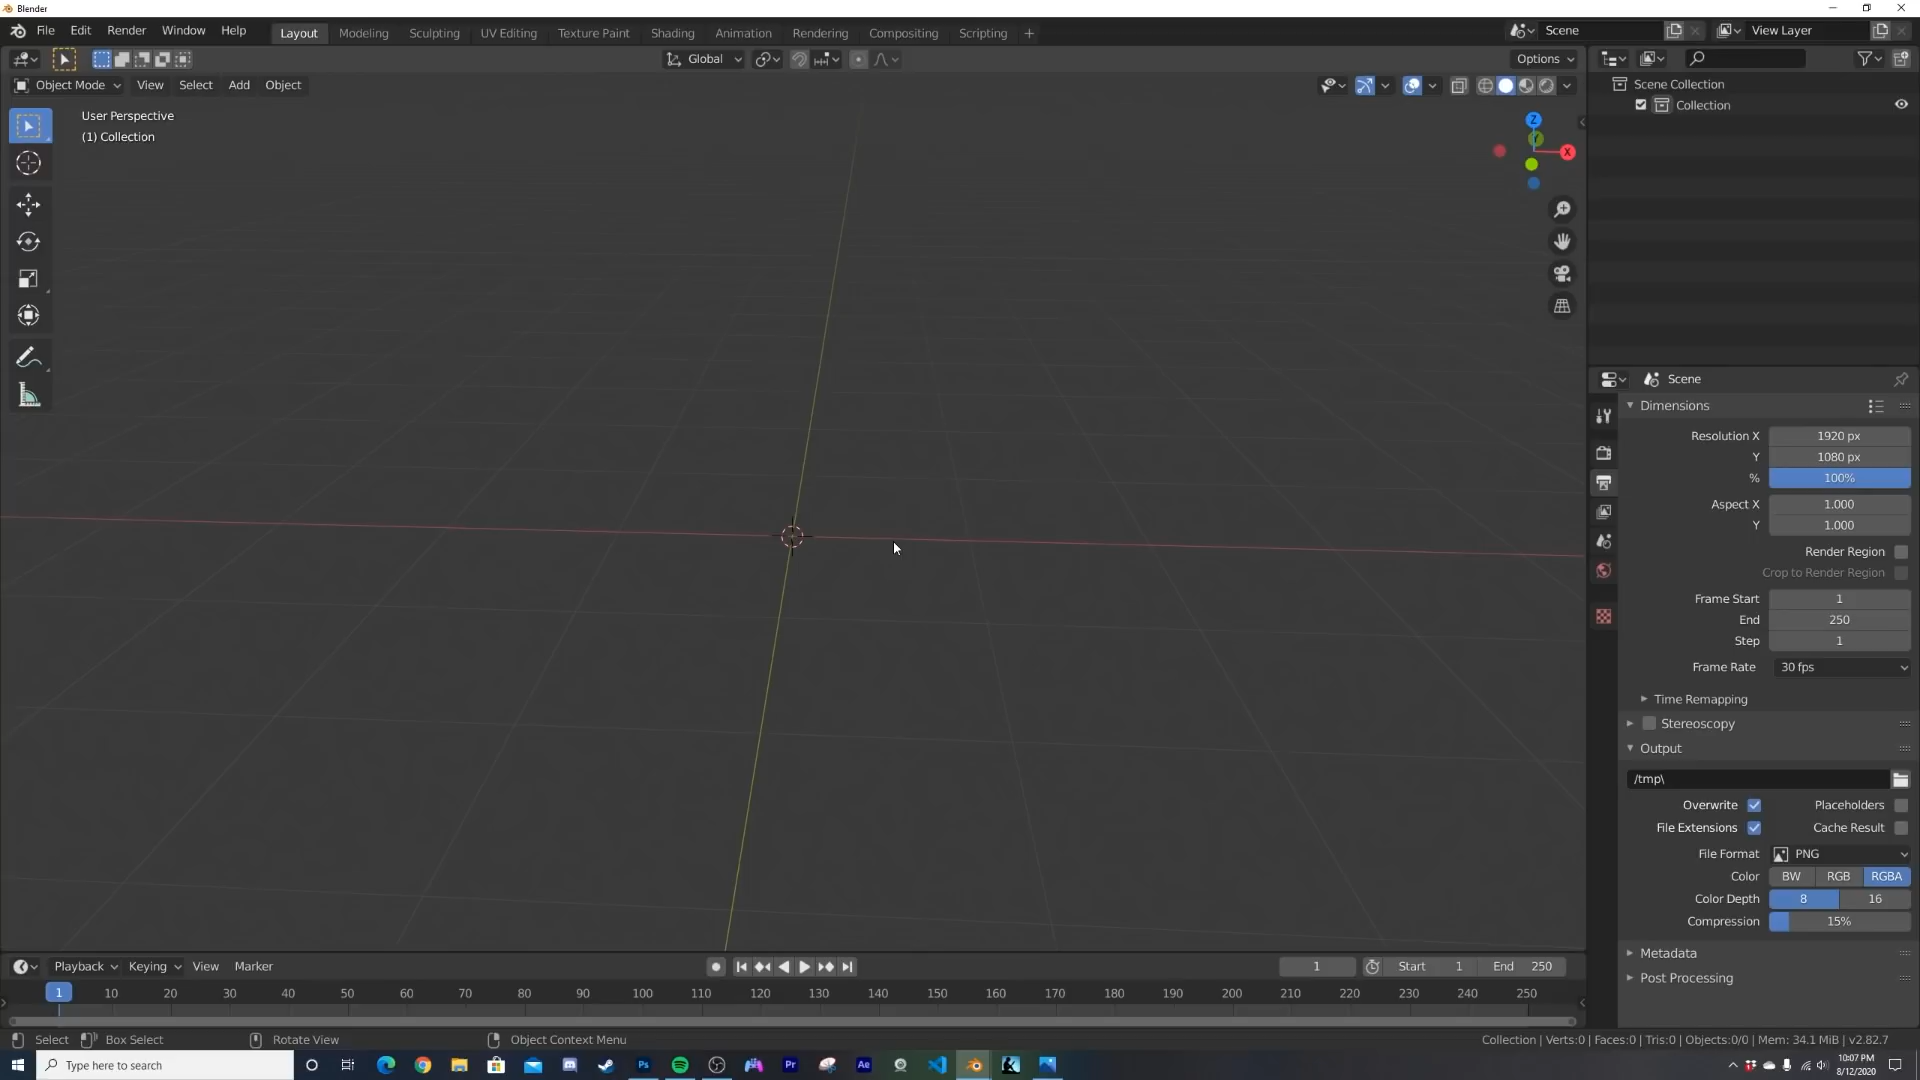 Blender
File Edit Render Window Help Layout Modeling Sculpting UV Editing Texture Paint Shading Animation Rendering Compositing Scripting + Scene View Layer
Global Options
Object Mode View Select Add Object
User Perspective
(1) Collection
Z
Y
X
Scene Collection
Collection
Scene
Dimensions
Resolution X 1920 px
Y 1080 px
% 100%
Aspect X 1.000
Y 1.000
Render Region
Crop to Render Region
Frame Start 1
End 250
Step 1
Frame Rate 30 fps
Time Remapping
Stereoscopy
Output
/tmp\
Overwrite Placeholders
File Extensions Cache Result
File Format PNG
Color BW RGB RGBA
Color Depth 8 16
Compression 15%
Metadata
Post Processing
Playback Keying View Marker 1 Start 1 End 250
1 10 20 30 40 50 60 70 80 90 100 110 120 130 140 150 160 170 180 190 200 210 220 230 240 250
Select Box Select Rotate View Object Context Menu Collection | Verts:0 | Faces:0 | Tris:0 | Objects:0/0 | Mem: 34.1 MiB | v2.82.7
Type here to search Ps Pr Ae 10:07 PM
8/12/2020